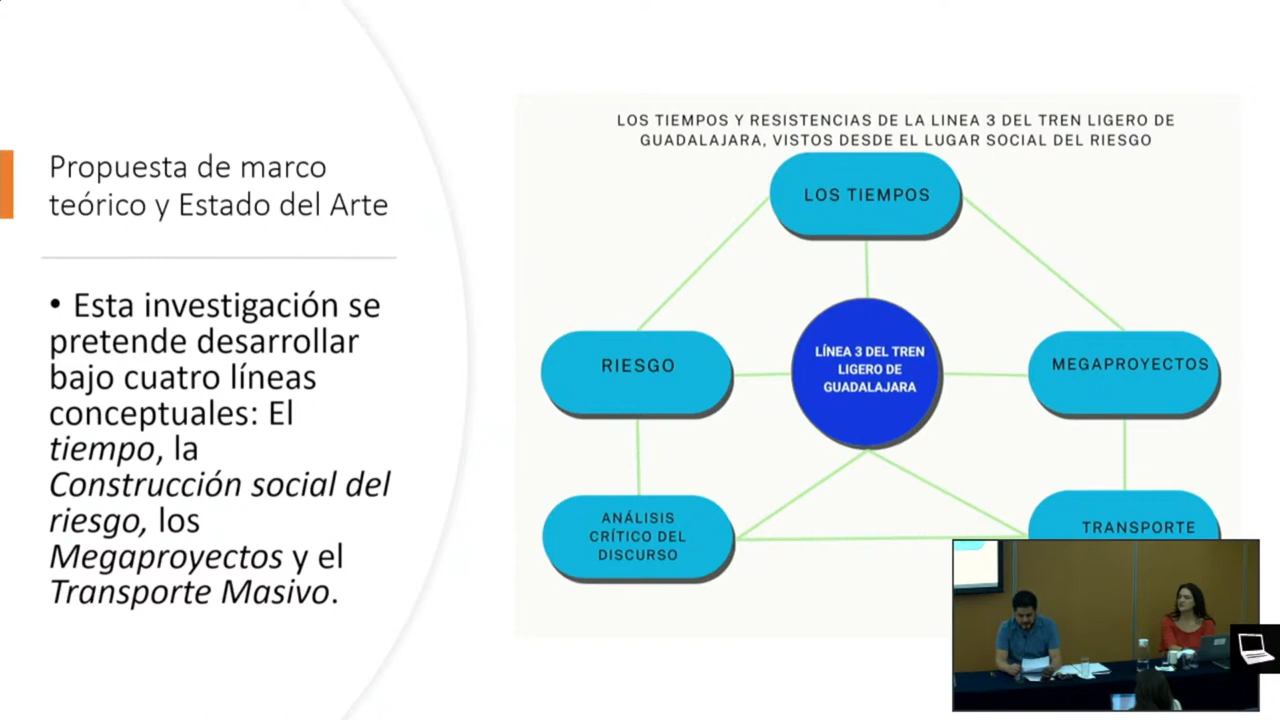 Propuesta de marco
teórico y Estado del Arte
• Esta investigación se
pretende desarrollar
bajo cuatro líneas
conceptuales: El
tiempo, la
Construcción social del
riesgo, los
Megaproyectos y el
Transporte Masivo.
LOS TIEMPOS Y RESISTENCIAS DE LA LINEA 3 DEL TREN LIGERO DE
GUADALAJARA, VISTOS DESDE EL LUGAR SOCIAL DEL RIESGO
LOS TIEMPOS
RIESGO
LÍNEA 3 DEL TREN
LIGERO DE
GUADALAJARA
MEGAPROYECTOS
ANÁLISIS
CRÍTICO DEL
DISCURSO
TRANSPORTE